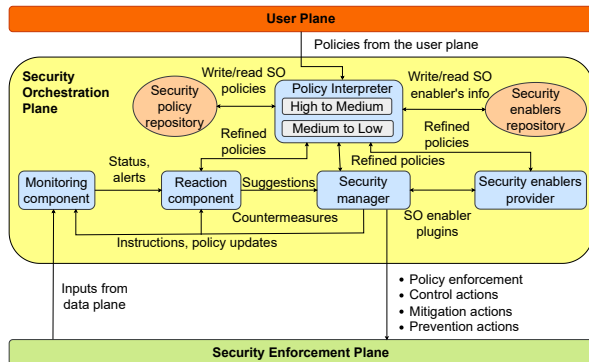 User Plane
Policies from the user plane
Security
Orchestration
Plane
Write/read SO
policies
Policy Interpreter
High to Medium
Medium to Low
Write/read SO
enabler's info
Security
policy
repository
Security
enablers
repository
Refined
policies
Refined policies
Refined
policies
Status,
alerts
Monitoring
component
Reaction
component
Suggestions
Security
manager
Security enablers
provider
Countermeasures
SO enabler
plugins
Instructions, policy updates
Inputs from
data plane
• Policy enforcement
• Control actions
• Mitigation actions
• Prevention actions
Security Enforcement Plane